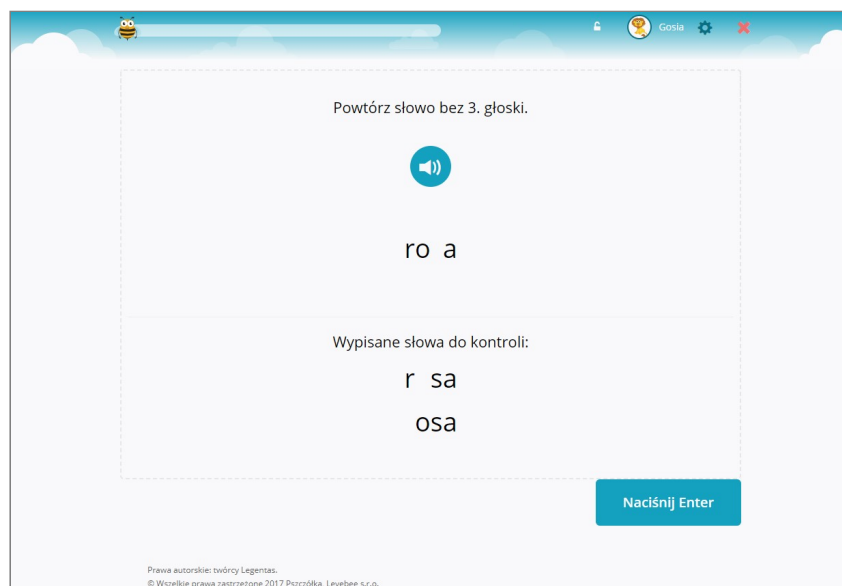 Gosia
Powtórz słowo bez 3. głoski.
ro a
Wypisane słowa do kontroli:
r sa
osa
Naciśnij Enter
Prawa autorskie: twórcy Legentas.
© Wszelkie prawa zastrzeżone 2017 Pszczółka, Levebee s.r.o.